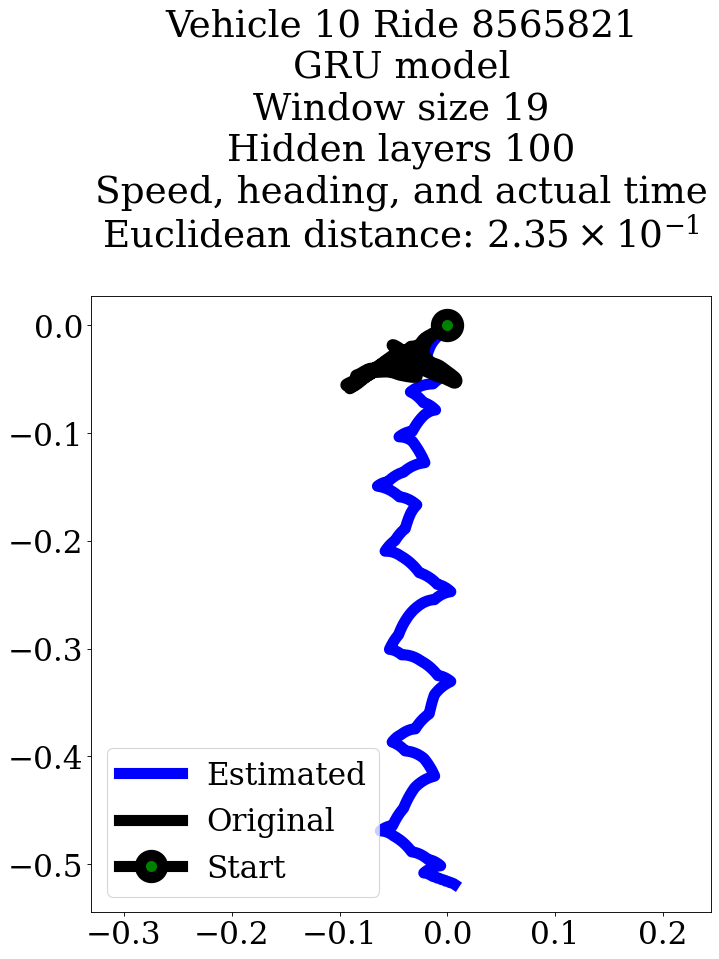 Vehicle 10 Ride 8565821
GRU model
Window size 19
Hidden layers 100
Speed, heading, and actual time
Euclidean distance: 2.35 × 10⁻¹
0.0
−0.1
−0.2
−0.3
−0.4
−0.5
Estimated
Original
Start
−0.3 −0.2 −0.1 0.0 0.1 0.2